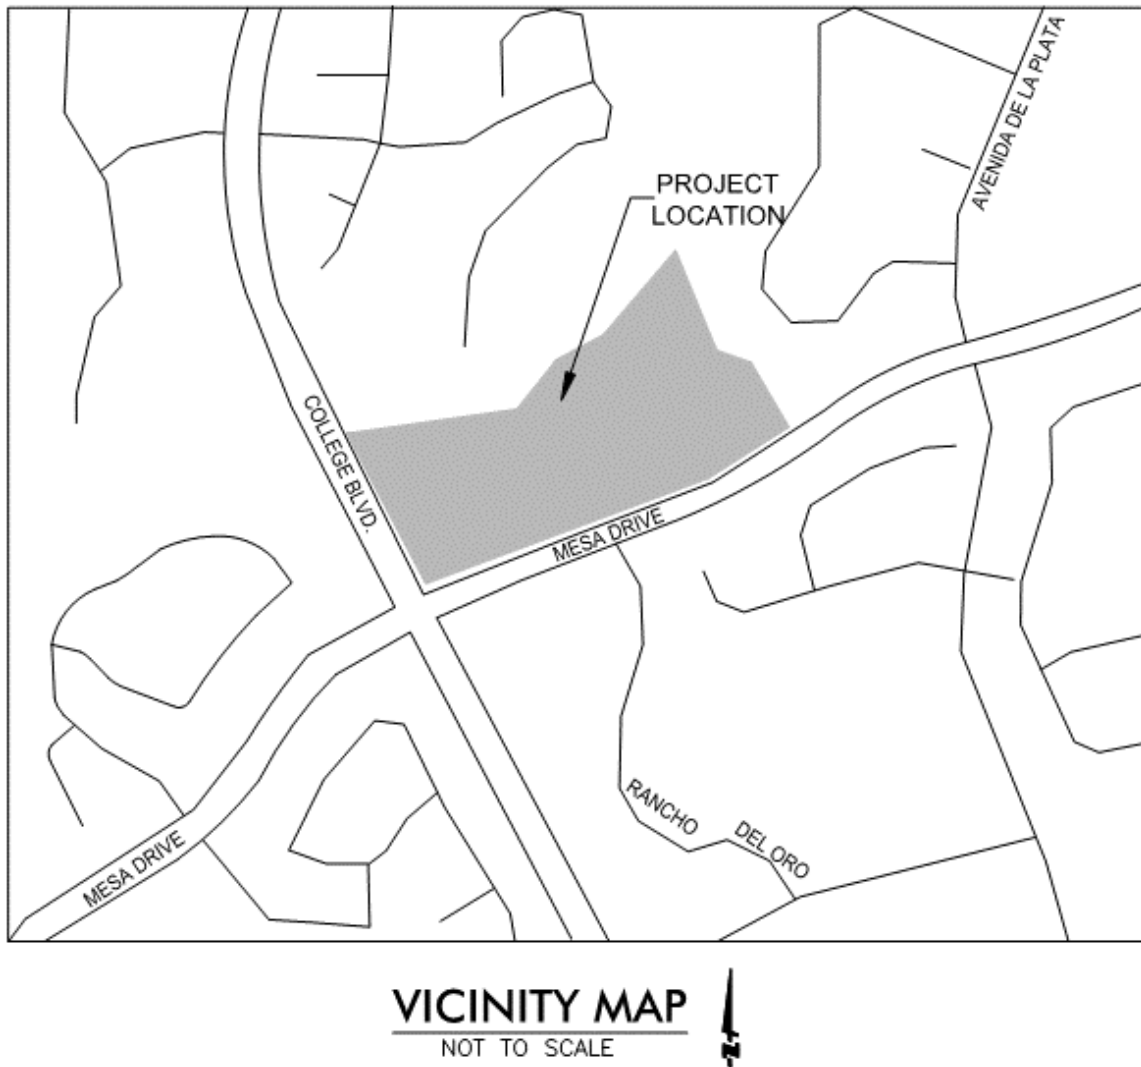 AVENIDA DE LA PLATA
PROJECT
LOCATION
COLLEGE BLVD.
MESA DRIVE
RANCHO
DEL ORO
MESA DRIVE
VICINITY MAP
NOT TO SCALE
N